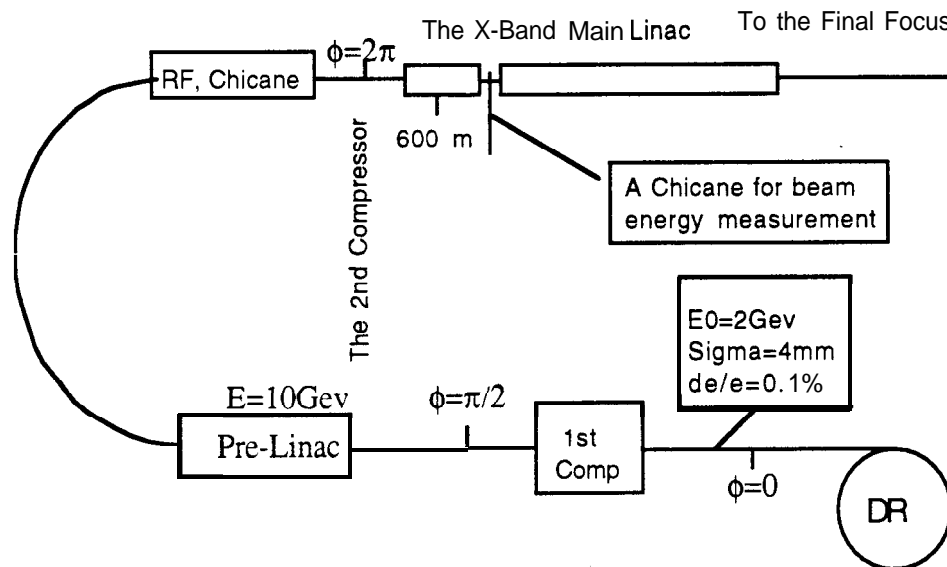 The X-Band Main Linac
To the Final Focus
ϕ=2π
RF, Chicane
600 m
The 2nd Compressor
A Chicane for beam
energy measurement
E0=2Gev
Sigma=4mm
de/e=0.1%
E=10Gev
Pre-Linac
ϕ=π/2
1st
Comp
ϕ=0
DR